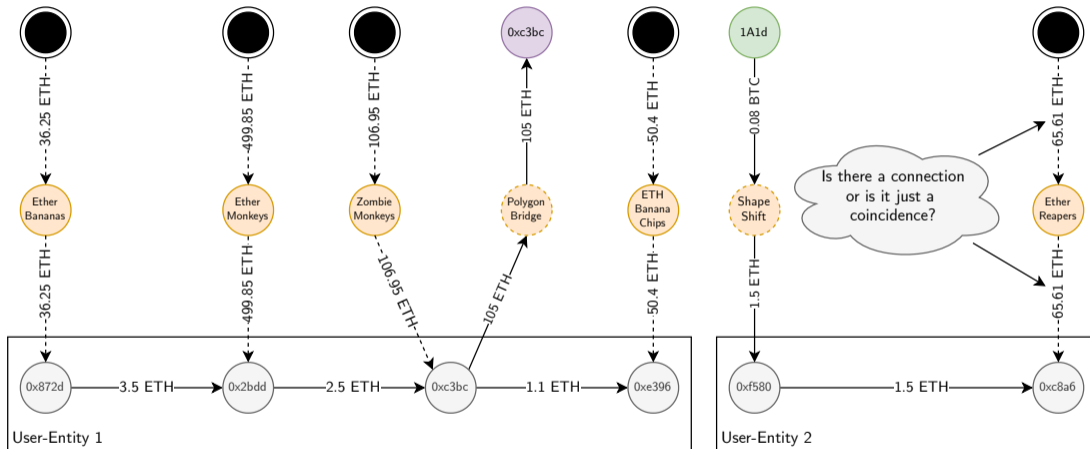 0xc3bc
1A1d
36.25 ETH
499.85 ETH
106.95 ETH
105 ETH
50.4 ETH
0.08 BTC
65.61 ETH
Ether
Bananas
Ether
Monkeys
Zombie
Monkeys
Polygon
Bridge
ETH
Banana
Chips
Shape
Shift
Is there a connection
or is it just a
coincidence?
Ether
Reapers
36.25 ETH
499.85 ETH
106.95 ETH
105 ETH
50.4 ETH
1.5 ETH
65.61 ETH
0x872d
3.5 ETH
0x2bdd
2.5 ETH
0xc3bc
1.1 ETH
0xe396
0xf580
1.5 ETH
0xc8a6
User-Entity 1
User-Entity 2